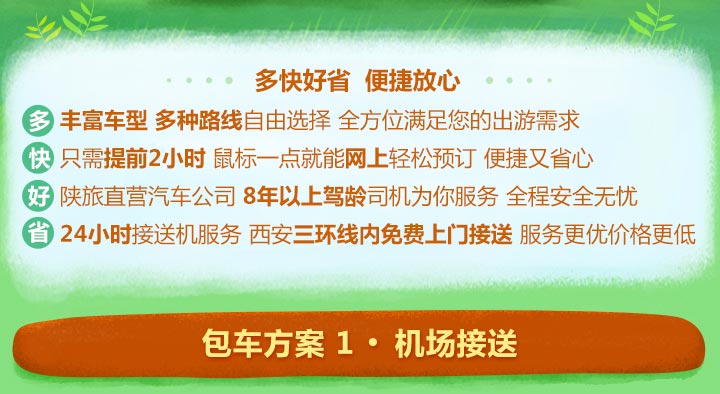 多快好省 便捷放心
多 丰富车型 多种路线自由选择 全方位满足您的出游需求
快 只需提前2小时 鼠标一点就能网上轻松预订 便捷又省心
好 陕旅直营汽车公司 8年以上驾龄司机为你服务 全程安全无忧
省 24小时接送机服务 西安三环线内免费上门接送 服务更优价格更低
包车方案 1 · 机场接送